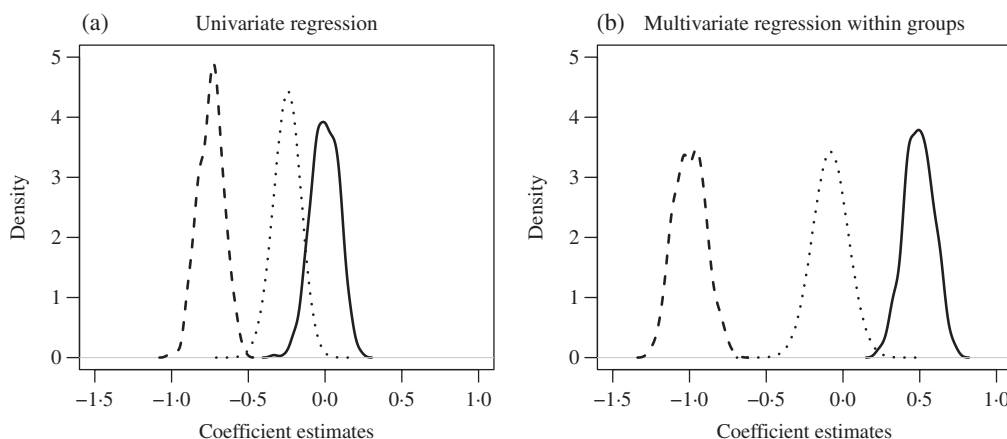 (a) Univariate regression
5
4
3
2
1
0
Density
−1·5 −1·0 −0·5 0·0 0·5 1·0
Coefficient estimates
(b) Multivariate regression within groups
5
4
3
2
1
0
Density
−1·5 −1·0 −0·5 0·0 0·5 1·0
Coefficient estimates